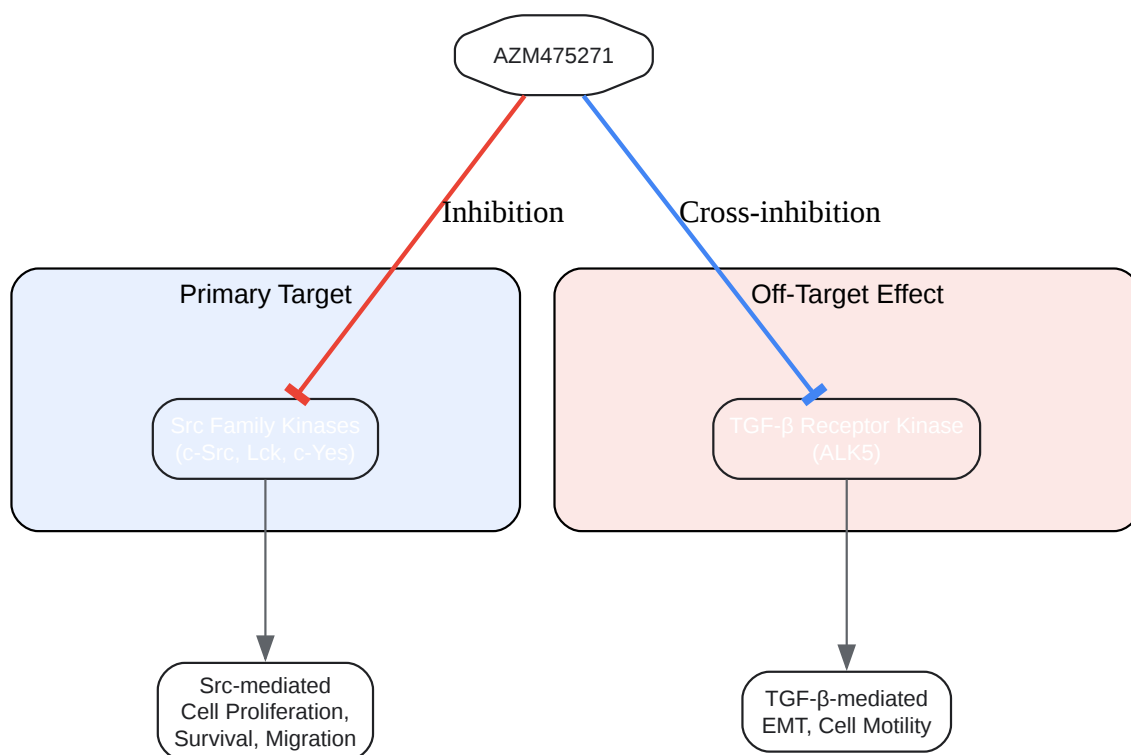 AZM475271
Inhibition
Cross-inhibition
Primary Target
Off-Target Effect
Src Family Kinases
(c-Src, Lck, c-Yes)
TGF-β Receptor Kinase
(ALK5)
Src-mediated
Cell Proliferation,
Survival, Migration
TGF-β-mediated
EMT, Cell Motility